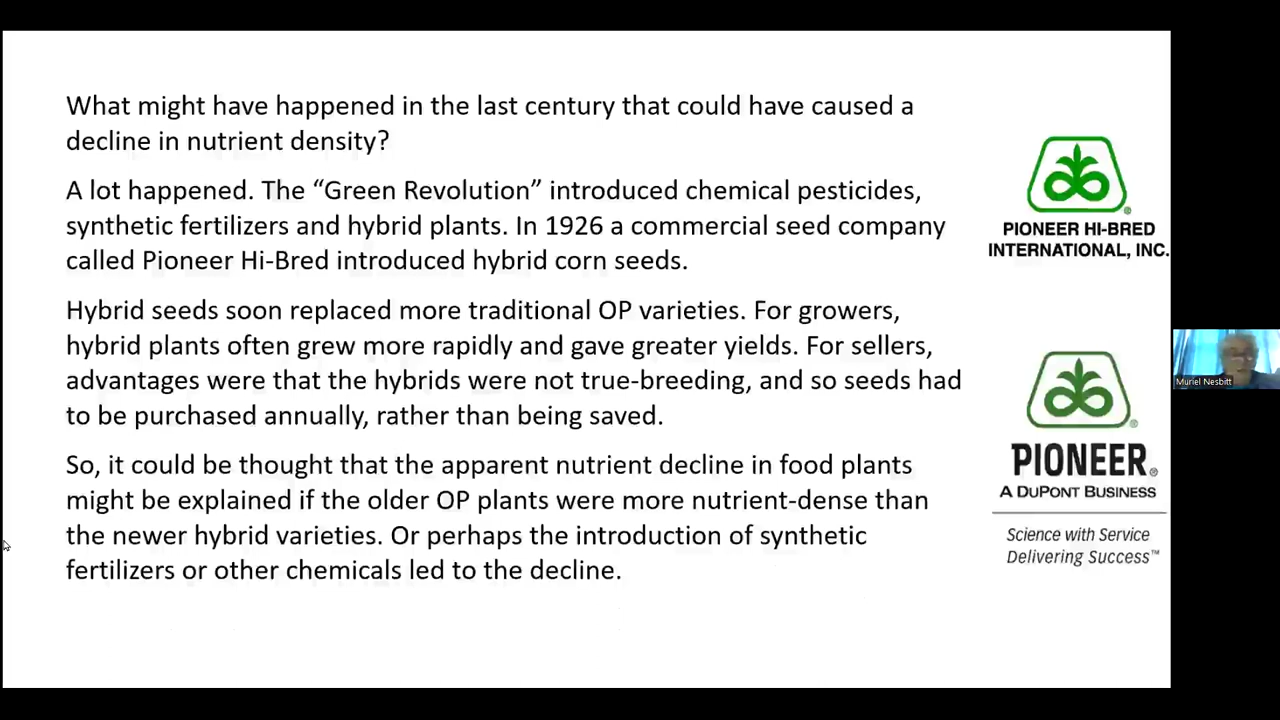 What might have happened in the last century that could have caused a
decline in nutrient density?
A lot happened. The “Green Revolution” introduced chemical pesticides,
synthetic fertilizers and hybrid plants. In 1926 a commercial seed company
called Pioneer Hi-Bred introduced hybrid corn seeds.
Hybrid seeds soon replaced more traditional OP varieties. For growers,
hybrid plants often grew more rapidly and gave greater yields. For sellers,
advantages were that the hybrids were not true-breeding, and so seeds had
to be purchased annually, rather than being saved.
So, it could be thought that the apparent nutrient decline in food plants
might be explained if the older OP plants were more nutrient-dense than
the newer hybrid varieties. Or perhaps the introduction of synthetic
fertilizers or other chemicals led to the decline.
®
PIONEER HI-BRED
INTERNATIONAL, INC.
®
PIONEER®
A DUPONT BUSINESS
Science with Service
Delivering Success™
Muriel Nesbitt